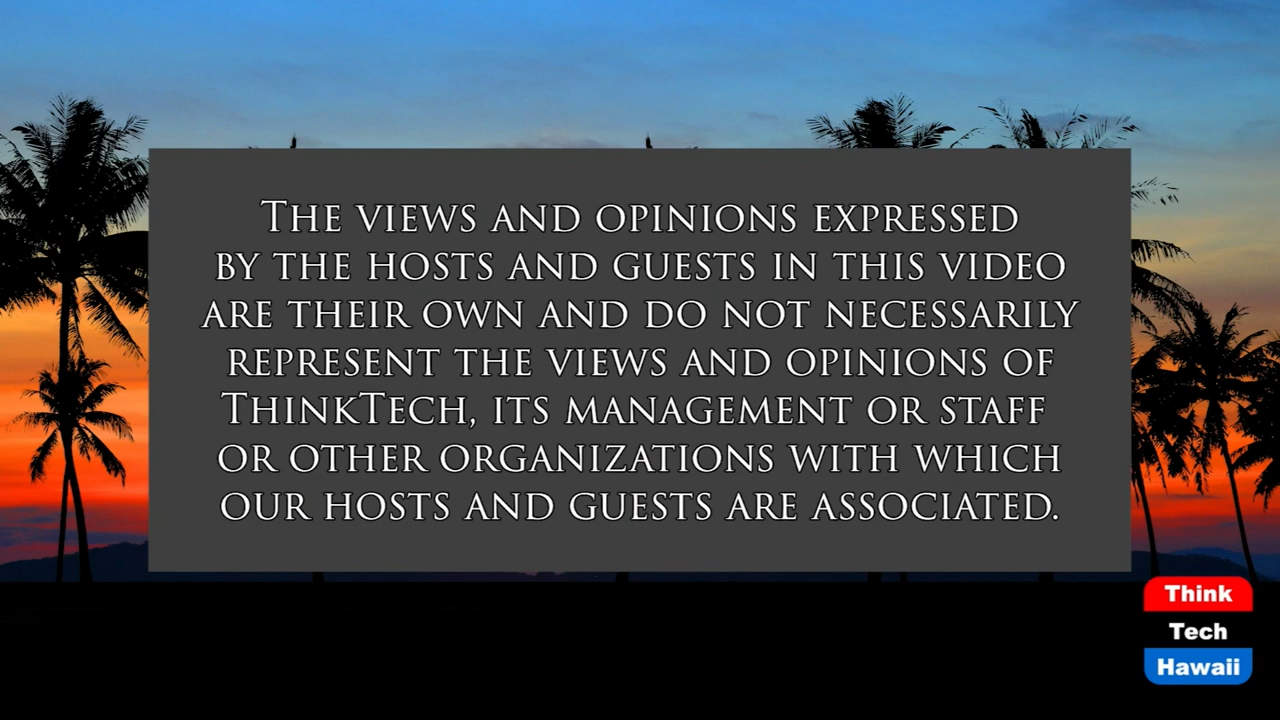 The views and opinions expressed
by the hosts and guests in this video
are their own and do not necessarily
represent the views and opinions of
ThinkTech, its management or staff
or other organizations with which
our hosts and guests are associated.
Think
Tech
Hawaii